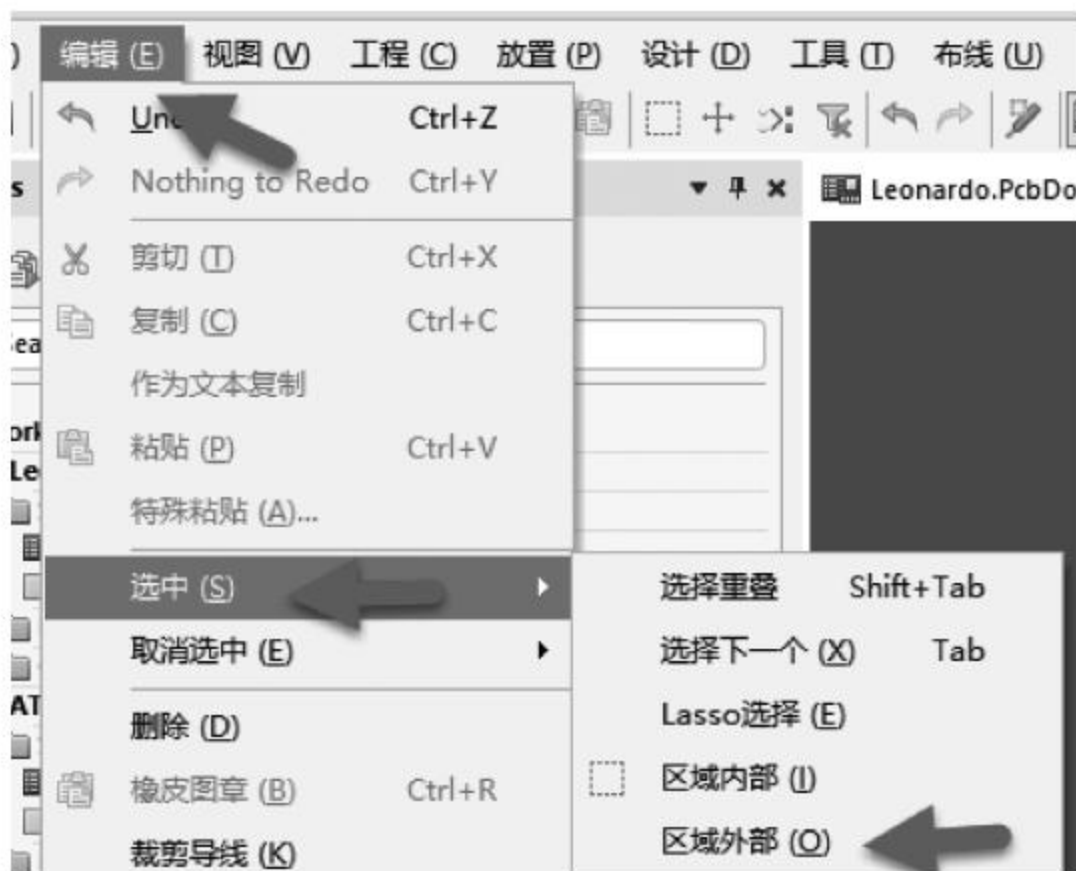 编辑 (E) 视图 (V) 工程 (C) 放置 (P) 设计 (D) 工具 (T) 布线 (U)
Ctrl+Z
Nothing to Redo Ctrl+Y
Leonardo.PcbDo
剪切 (T) Ctrl+X
复制 (C) Ctrl+C
作为文本复制
粘贴 (P) Ctrl+V
特殊粘贴 (A)...
选中 (S)
选择重叠 Shift+Tab
取消选中 (E)
选择下一个 (X) Tab
Lasso选择 (E)
删除 (D)
区域内部 (I)
橡皮图章 (B) Ctrl+R
区域外部 (O)
裁剪导线 (K)